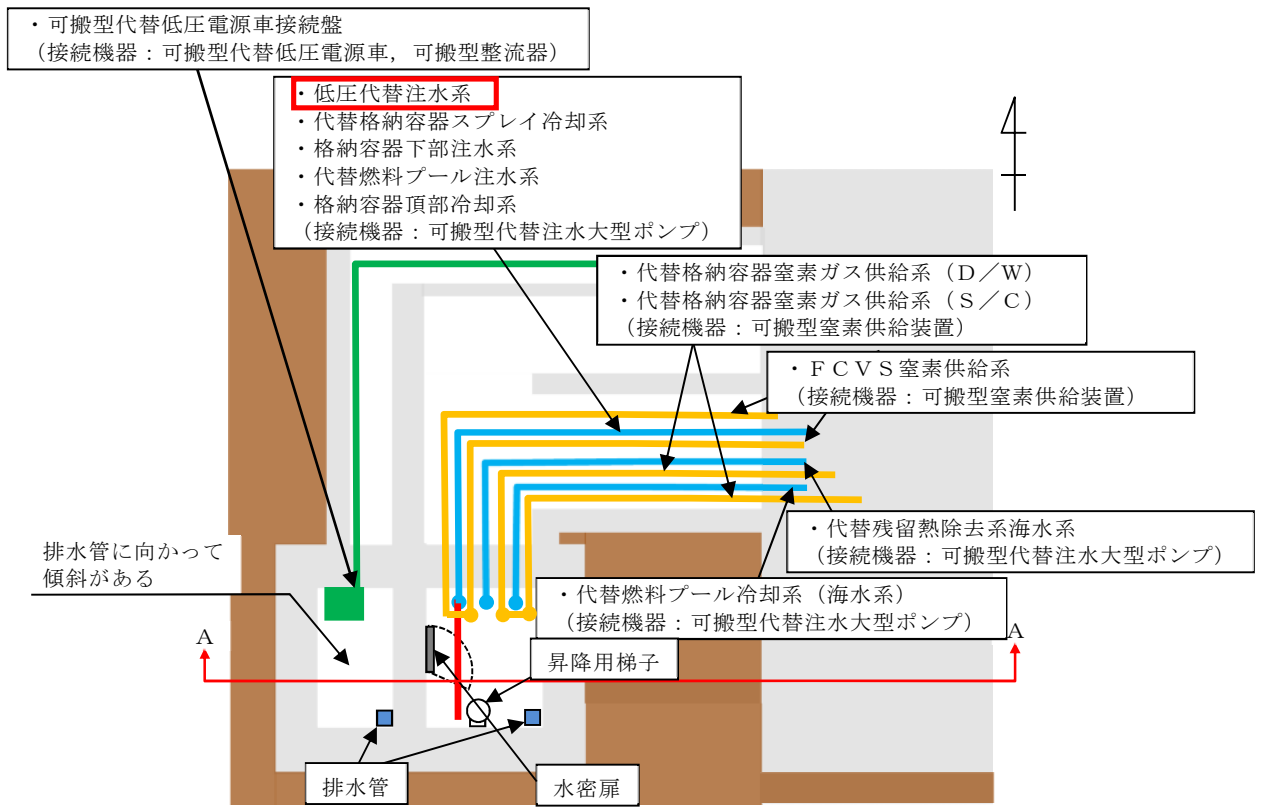 ・可搬型代替低圧電源車接続盤
(接続機器:可搬型代替低圧電源車,可搬型整流器)
・低圧代替注水系
・代替格納容器スプレイ冷却系
・格納容器下部注水系
・代替燃料プール注水系
・格納容器頂部冷却系
(接続機器:可搬型代替注水大型ポンプ)
・代替格納容器窒素ガス供給系(D/W)
・代替格納容器窒素ガス供給系(S/C)
(接続機器:可搬型窒素供給装置)
・FCVS窒素供給系
(接続機器:可搬型窒素供給装置)
・代替残留熱除去系海水系
(接続機器:可搬型代替注水大型ポンプ)
排水管に向かって
傾斜がある
・代替燃料プール冷却系(海水系)
(接続機器:可搬型代替注水大型ポンプ)
A
A
昇降用梯子
排水管
水密扉